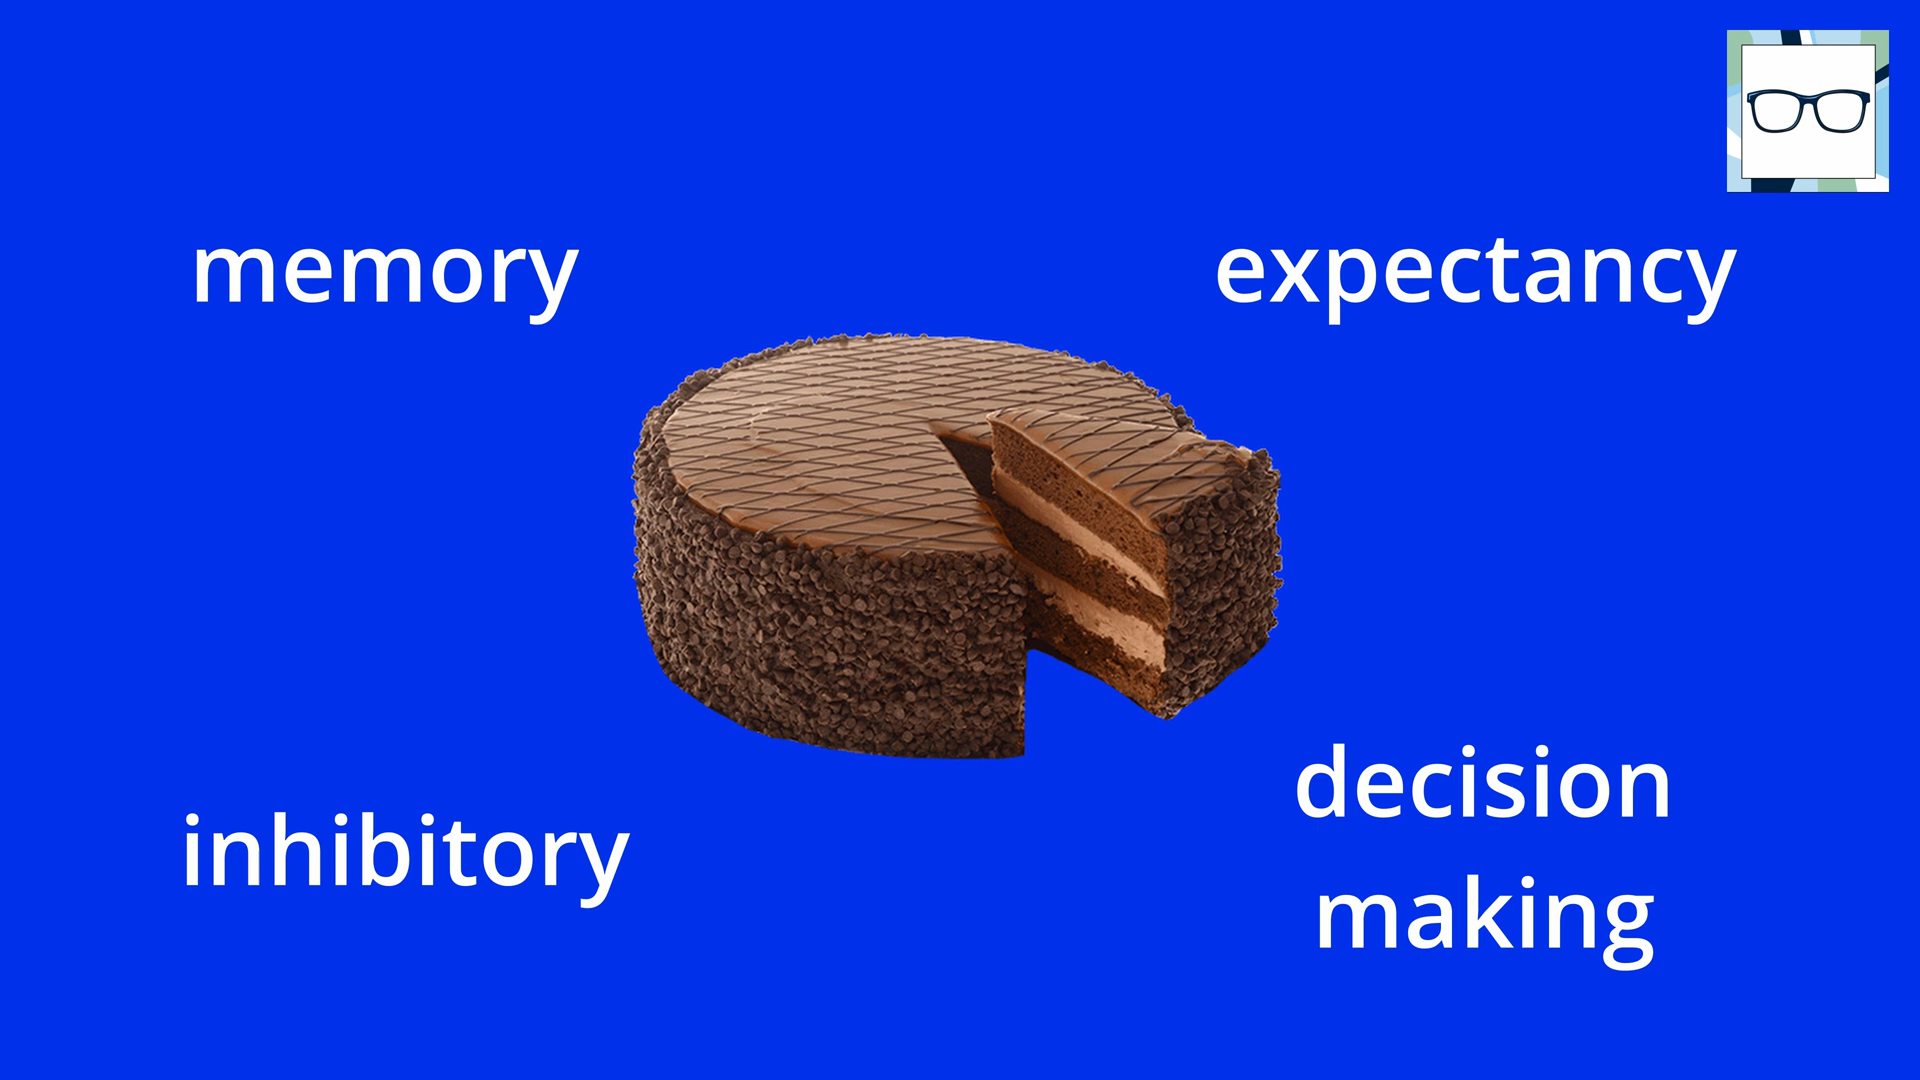 memory
expectancy
inhibitory
decision
making